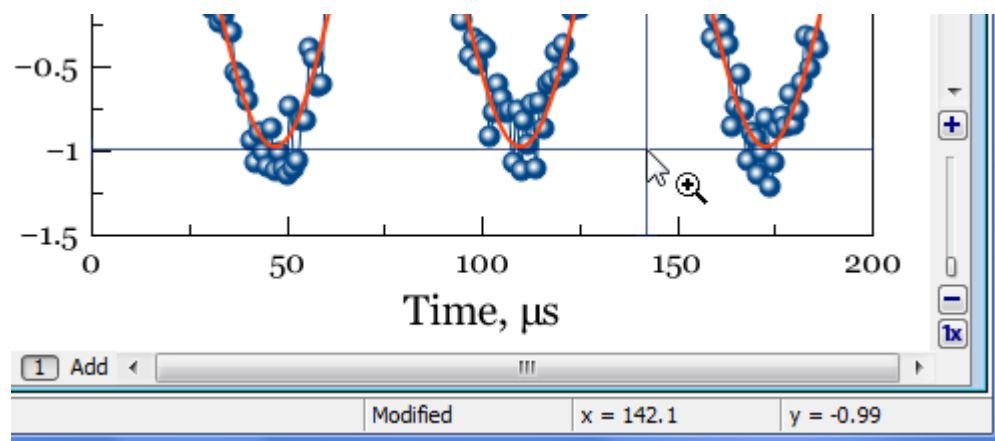 −0.5
−1
−1.5
0 50 100 150 200
Time, µs
1x
1 Add
Modified x = 142.1 y = -0.99